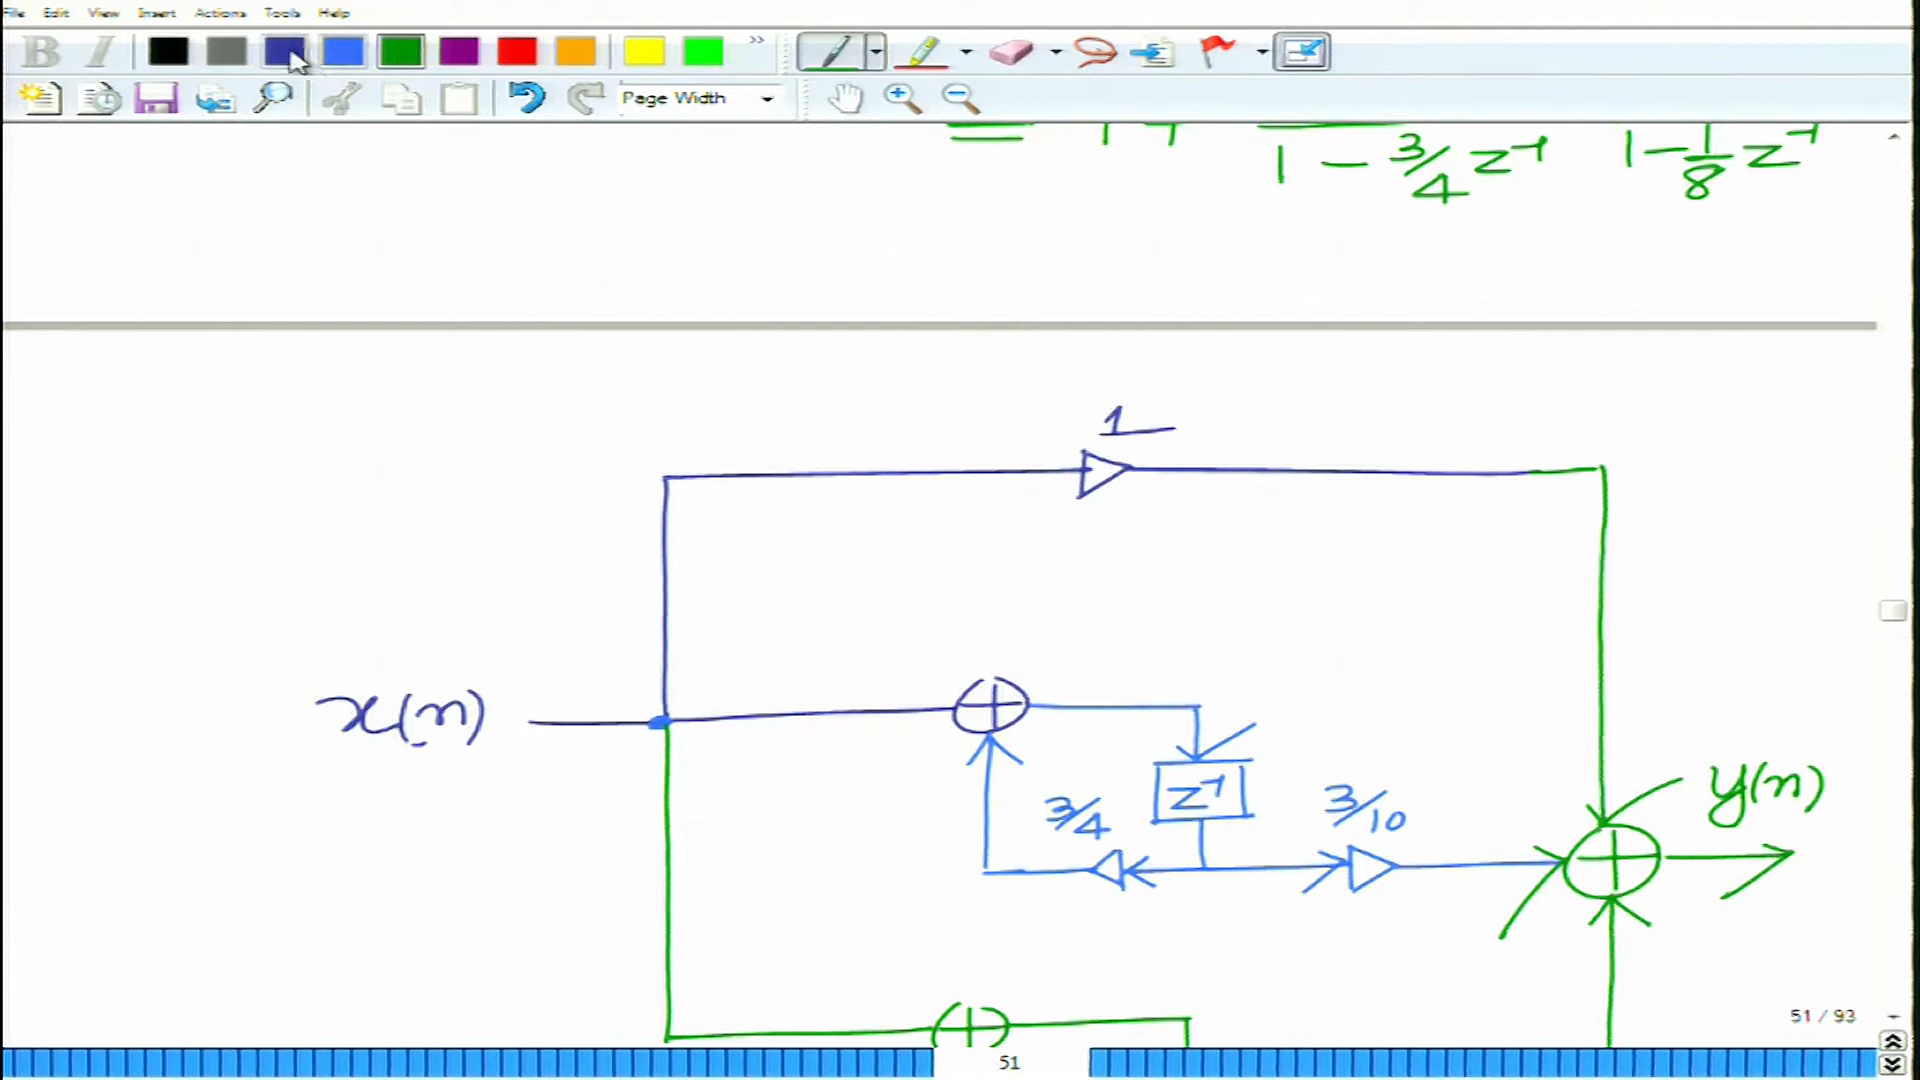 File Edit View Insert Actions Tools Help
B I
Page Width
1 - 3/4 z⁻¹ 1 - 1/8 z⁻¹
1
x(n)
z⁻¹
3/4
3/10
y(n)
51 / 93
51